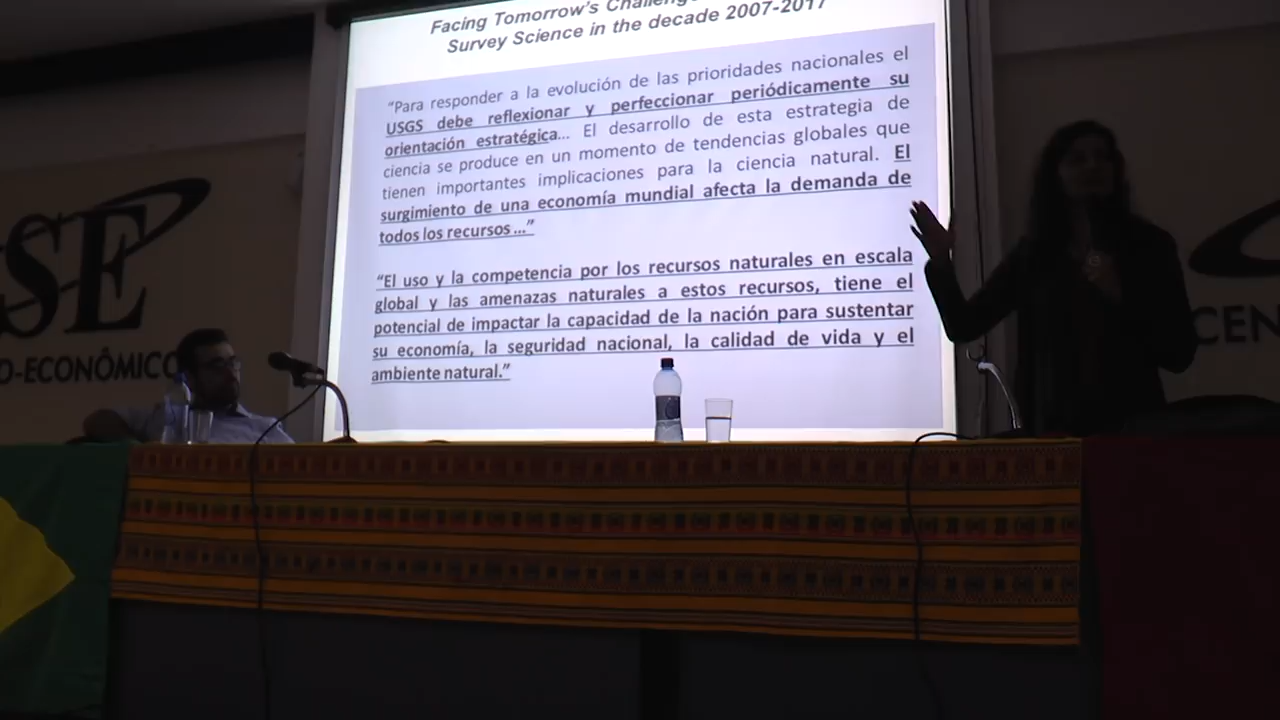 Facing Tomorrow's
Survey Science in the decade 2007-2017
"Para responder a la evolución de las prioridades nacionales el
USGS debe reflexionar y perfeccionar periódicamente su
orientación estratégica... El desarrollo de esta estrategia de
ciencia se produce en un momento de tendencias globales que
tienen importantes implicaciones para la ciencia natural. El
surgimiento de una economía mundial afecta la demanda de
todos los recursos ..."
"El uso y la competencia por los recursos naturales en escala
global y las amenazas naturales a estos recursos, tiene el
potencial de impactar la capacidad de la nación para sustentar
su economía, la seguridad nacional, la calidad de vida y el
ambiente natural."
SE
O-ECONÔMICO
CEN